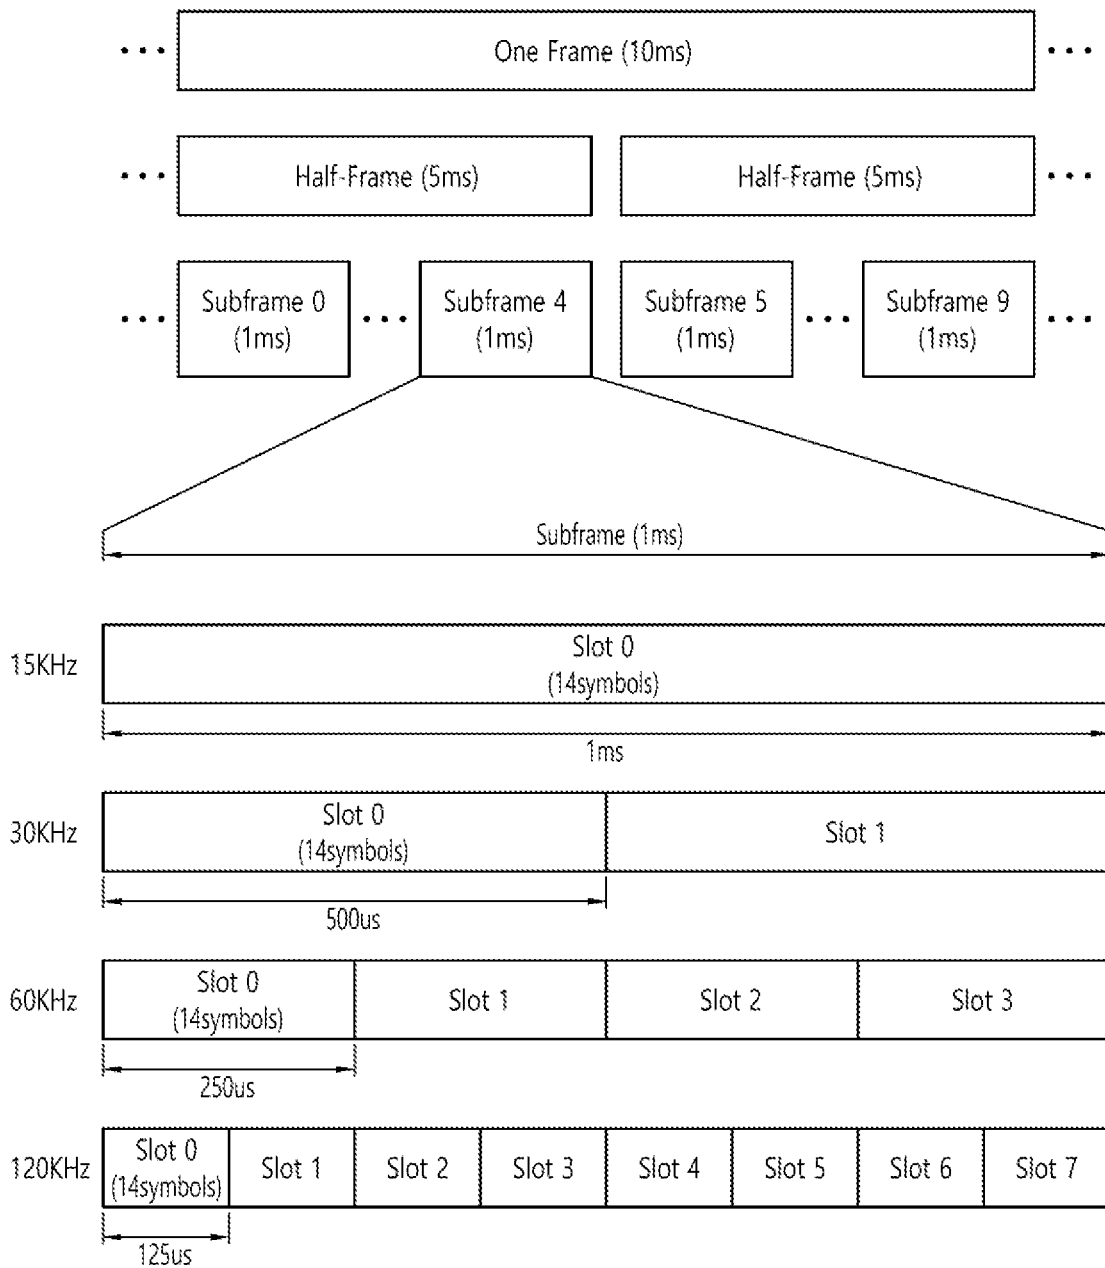 One Frame (10ms)
Half-Frame (5ms)
Half-Frame (5ms)
Subframe 0
(1ms)
Subframe 4
(1ms)
Subframe 5
(1ms)
Subframe 9
(1ms)
Subframe (1ms)
15KHz
Slot 0
(14symbols)
1ms
30KHz
Slot 0
(14symbols)
Slot 1
500us
60KHz
Slot 0
(14symbols)
Slot 1
Slot 2
Slot 3
250us
120KHz
Slot 0
(14symbols)
Slot 1
Slot 2
Slot 3
Slot 4
Slot 5
Slot 6
Slot 7
125us